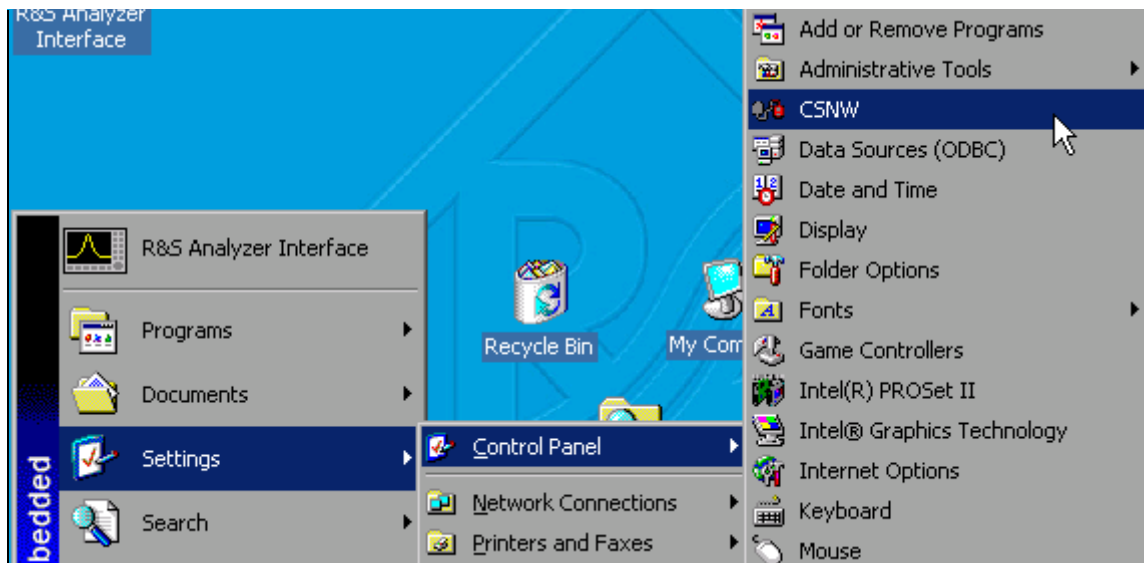 R&S Analyzer
Interface
Recycle Bin
My Com
bedded
R&S Analyzer Interface
Programs
Documents
Settings
Search
Control Panel
Network Connections
Printers and Faxes
Add or Remove Programs
Administrative Tools
CSNW
Data Sources (ODBC)
Date and Time
Display
Folder Options
Fonts
Game Controllers
Intel(R) PROSet II
Intel® Graphics Technology
Internet Options
Keyboard
Mouse